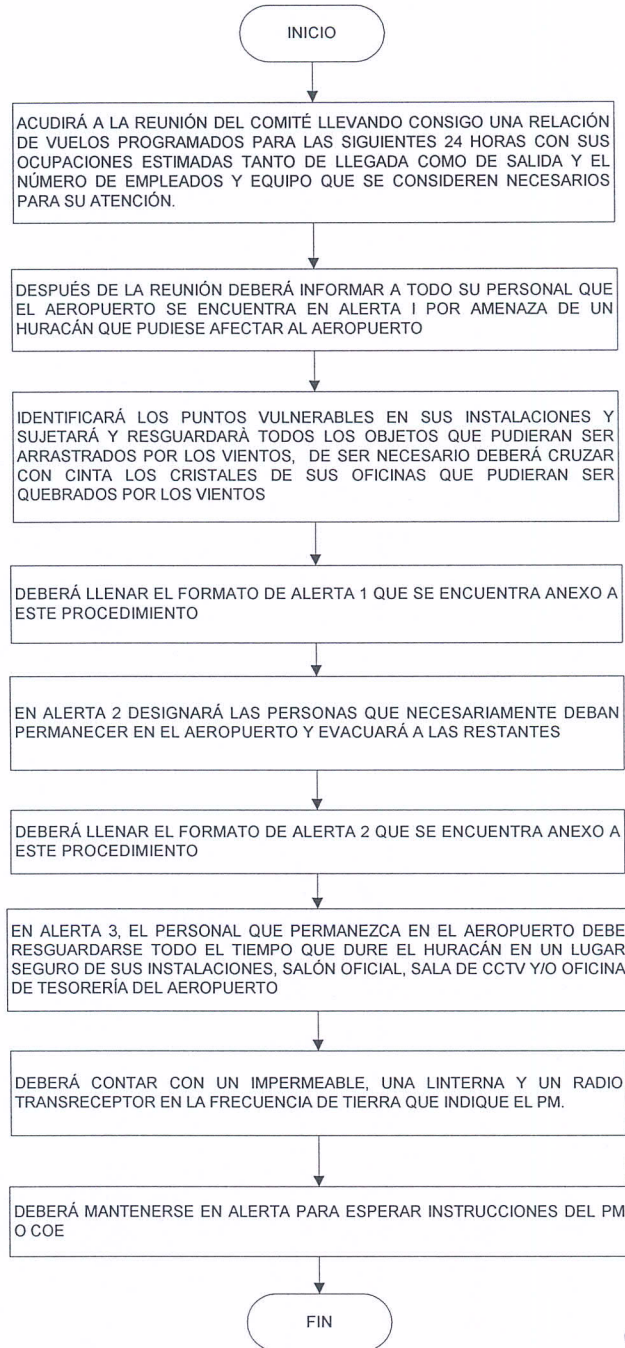 INICIO
ACUDIRÁ A LA REUNIÓN DEL COMITÉ LLEVANDO CONSIGO UNA RELACIÓN
DE VUELOS PROGRAMADOS PARA LAS SIGUIENTES 24 HORAS CON SUS
OCUPACIONES ESTIMADAS TANTO DE LLEGADA COMO DE SALIDA Y EL
NÚMERO DE EMPLEADOS Y EQUIPO QUE SE CONSIDEREN NECESARIOS
PARA SU ATENCIÓN.
DESPUÉS DE LA REUNIÓN DEBERÁ INFORMAR A TODO SU PERSONAL QUE
EL AEROPUERTO SE ENCUENTRA EN ALERTA I POR AMENAZA DE UN
HURACÁN QUE PUDIESE AFECTAR AL AEROPUERTO
IDENTIFICARÁ LOS PUNTOS VULNERABLES EN SUS INSTALACIONES Y
SUJETARÁ Y RESGUARDARÀ TODOS LOS OBJETOS QUE PUDIERAN SER
ARRASTRADOS POR LOS VIENTOS, DE SER NECESARIO DEBERÁ CRUZAR
CON CINTA LOS CRISTALES DE SUS OFICINAS QUE PUDIERAN SER
QUEBRADOS POR LOS VIENTOS
DEBERÁ LLENAR EL FORMATO DE ALERTA 1 QUE SE ENCUENTRA ANEXO A
ESTE PROCEDIMIENTO
EN ALERTA 2 DESIGNARÁ LAS PERSONAS QUE NECESARIAMENTE DEBAN
PERMANECER EN EL AEROPUERTO Y EVACUARÁ A LAS RESTANTES
DEBERÁ LLENAR EL FORMATO DE ALERTA 2 QUE SE ENCUENTRA ANEXO A
ESTE PROCEDIMIENTO
EN ALERTA 3, EL PERSONAL QUE PERMANEZCA EN EL AEROPUERTO DEBE
RESGUARDARSE TODO EL TIEMPO QUE DURE EL HURACÁN EN UN LUGAR
SEGURO DE SUS INSTALACIONES, SALÓN OFICIAL, SALA DE CCTV Y/O OFICINA
DE TESORERÍA DEL AEROPUERTO
DEBERÁ CONTAR CON UN IMPERMEABLE, UNA LINTERNA Y UN RADIO
TRANSRECEPTOR EN LA FRECUENCIA DE TIERRA QUE INDIQUE EL PM.
DEBERÁ MANTENERSE EN ALERTA PARA ESPERAR INSTRUCCIONES DEL PM
O COE
FIN